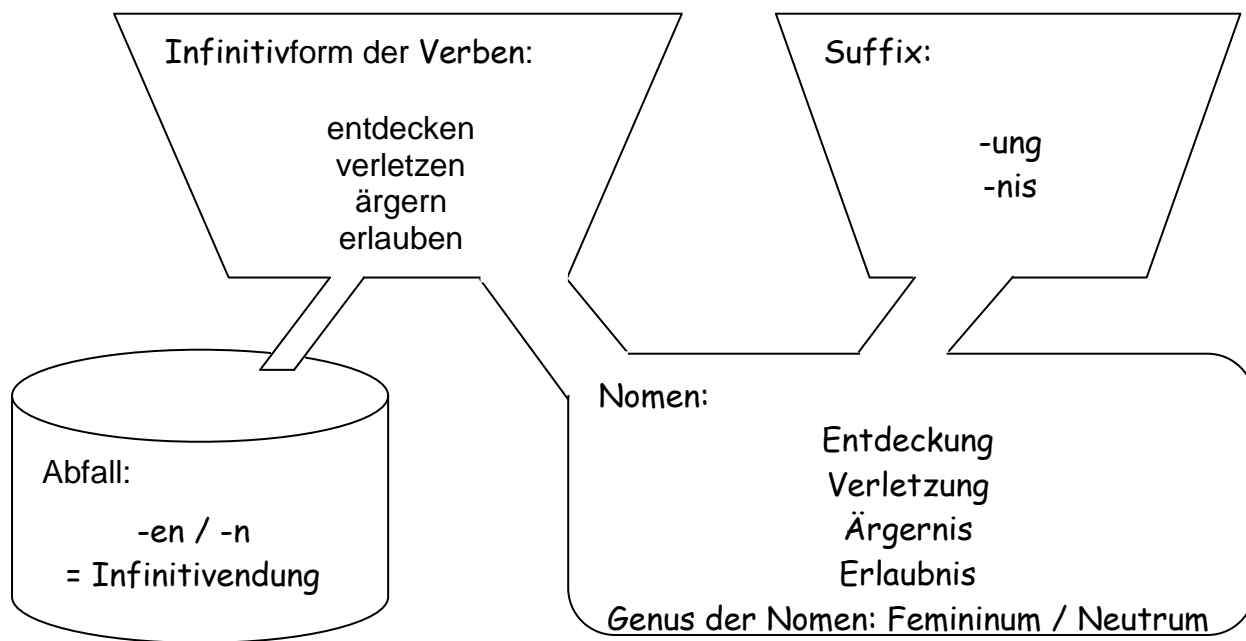 Infinitivform der Verben:
entdecken
verletzen
ärgern
erlauben
Suffix:
-ung
-nis
Abfall:
-en / -n
= Infinitivendung
Nomen:
Entdeckung
Verletzung
Ärgernis
Erlaubnis
Genus der Nomen: Femininum / Neutrum